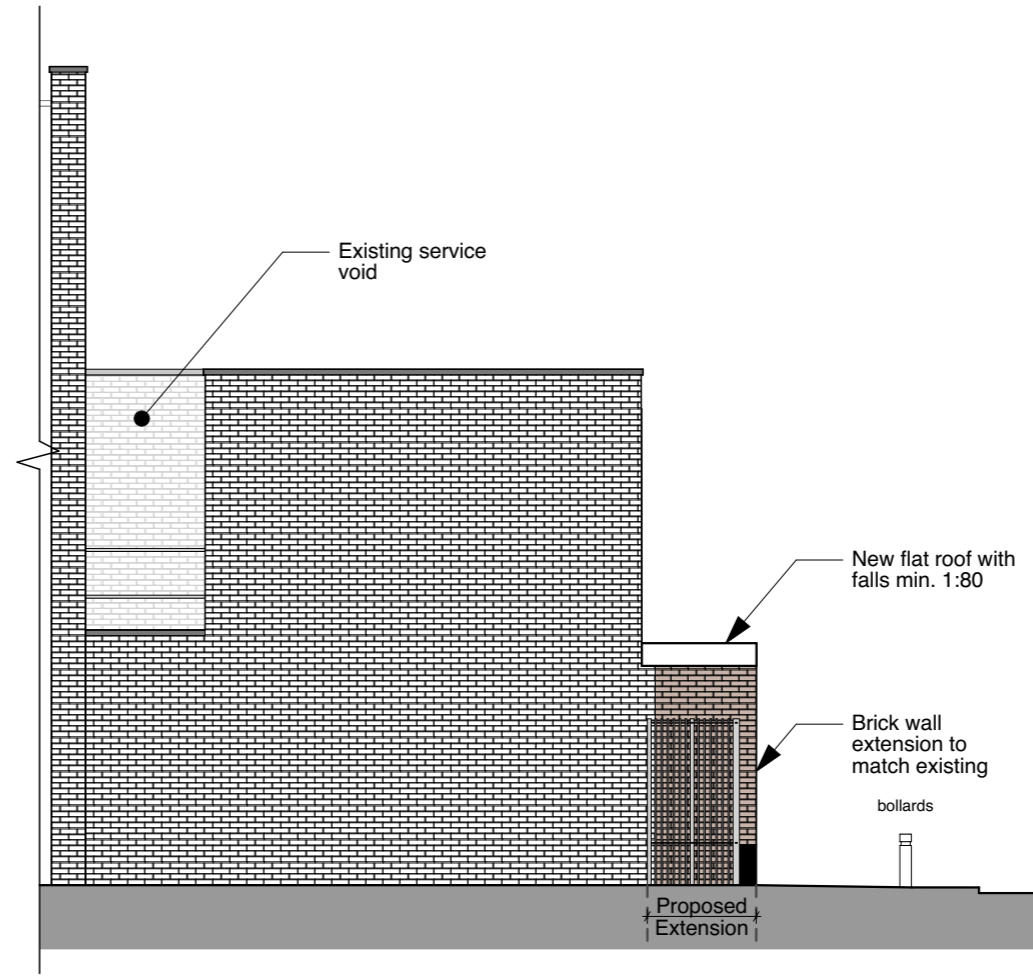 Existing service
void
New flat roof with
falls min. 1:80
Brick wall
extension to
match existing
bollards
Proposed
Extension